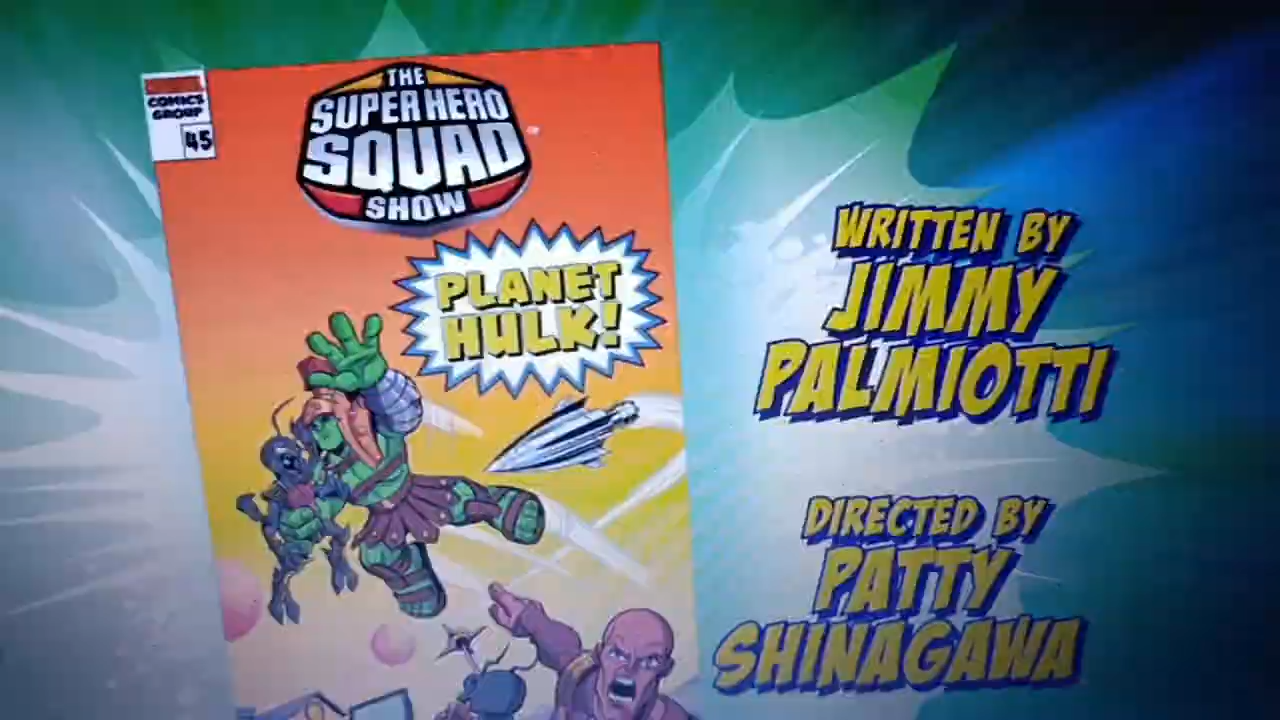 COMICS
GROUP
45
THE
SUPER HERO
SQUAD
SHOW
PLANET
HULK!
WRITTEN BY
JIMMY
PALMIOTTI
DIRECTED BY
PATTY
SHINAGAWA